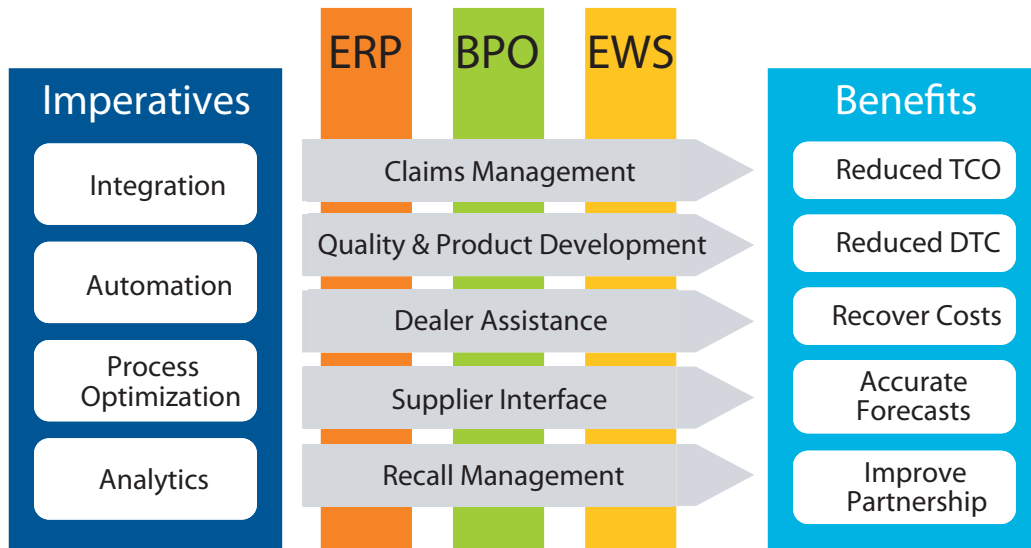 ERP
BPO
EWS
Imperatives
Integration
Automation
Process
Optimization
Analytics
Claims Management
Quality & Product Development
Dealer Assistance
Supplier Interface
Recall Management
Benefits
Reduced TCO
Reduced DTC
Recover Costs
Accurate
Forecasts
Improve
Partnership